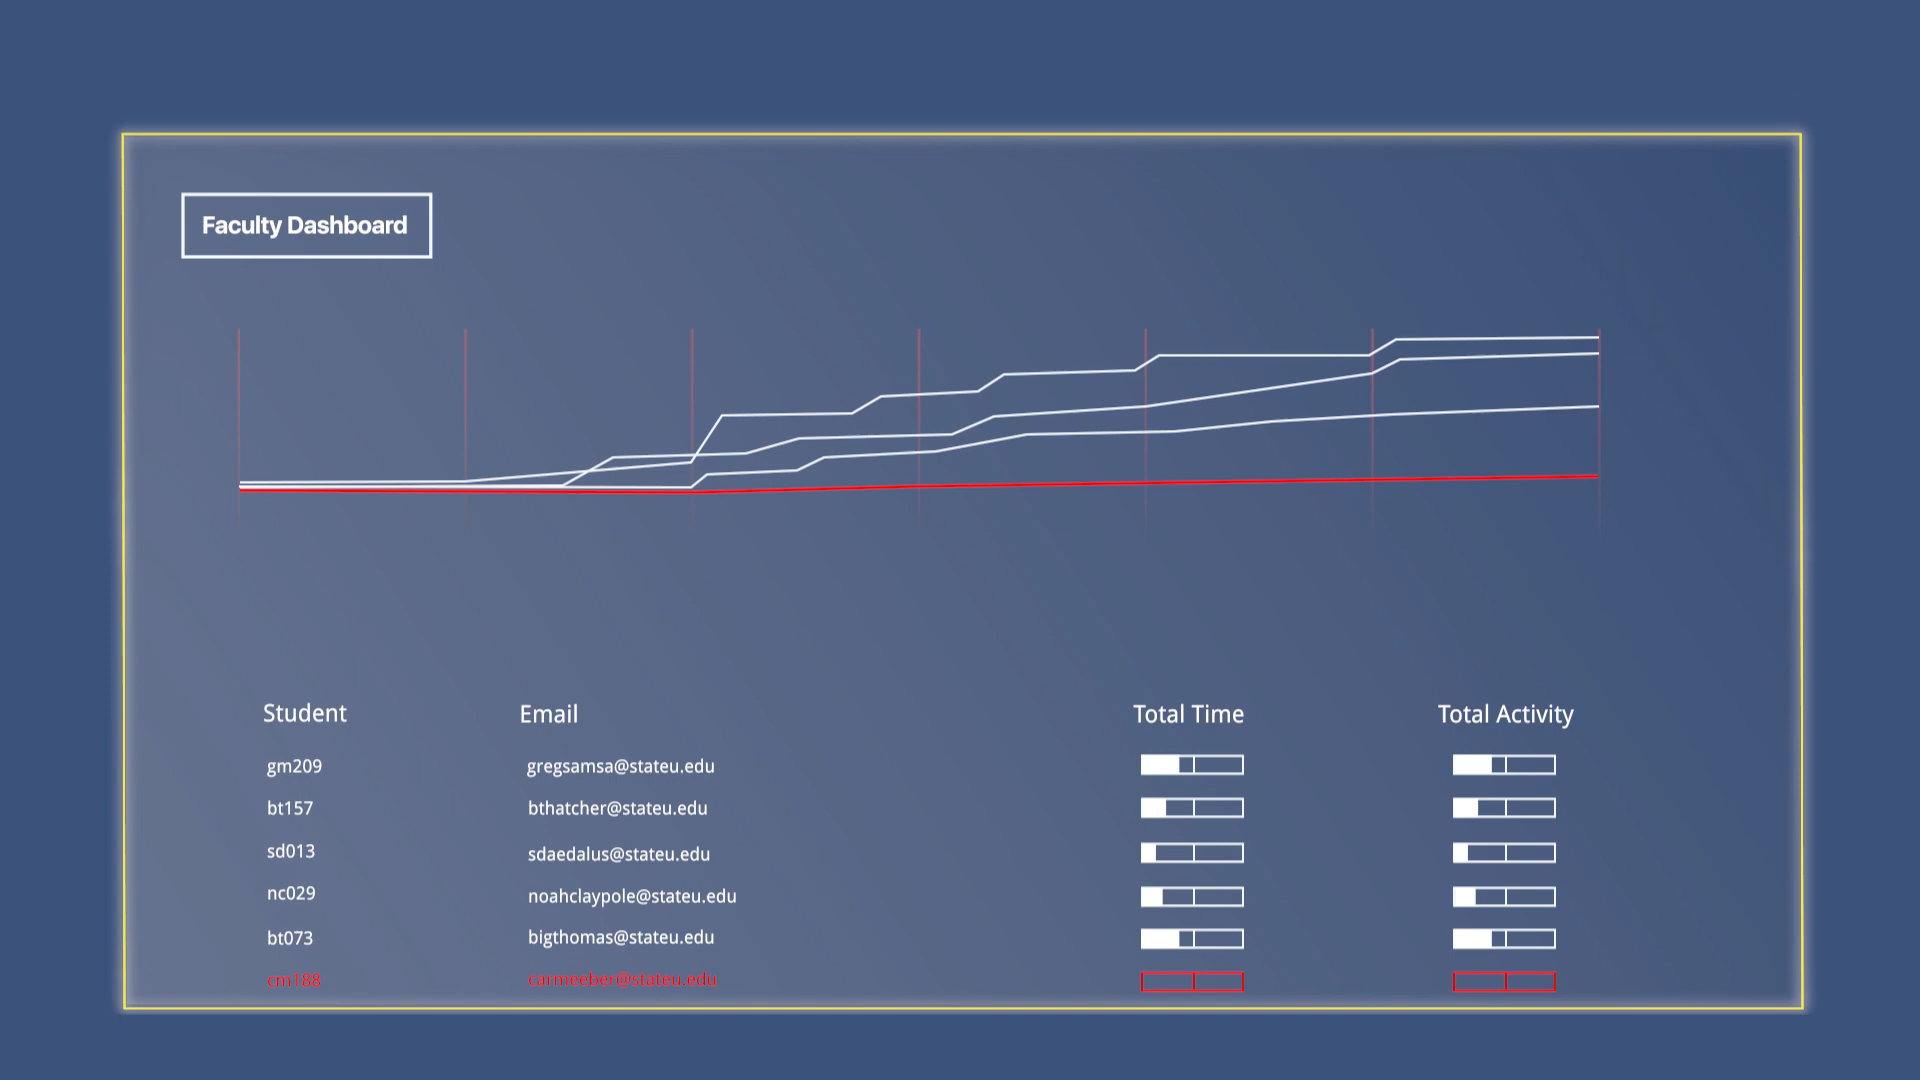 Faculty Dashboard
Student Email Total Time Total Activity
gm209 gregsamsa@stateu.edu
bt157 bthatcher@stateu.edu
sd013 sdaedalus@stateu.edu
nc029 noahclaypole@stateu.edu
bt073 bigthomas@stateu.edu
cm188 carmeeber@stateu.edu